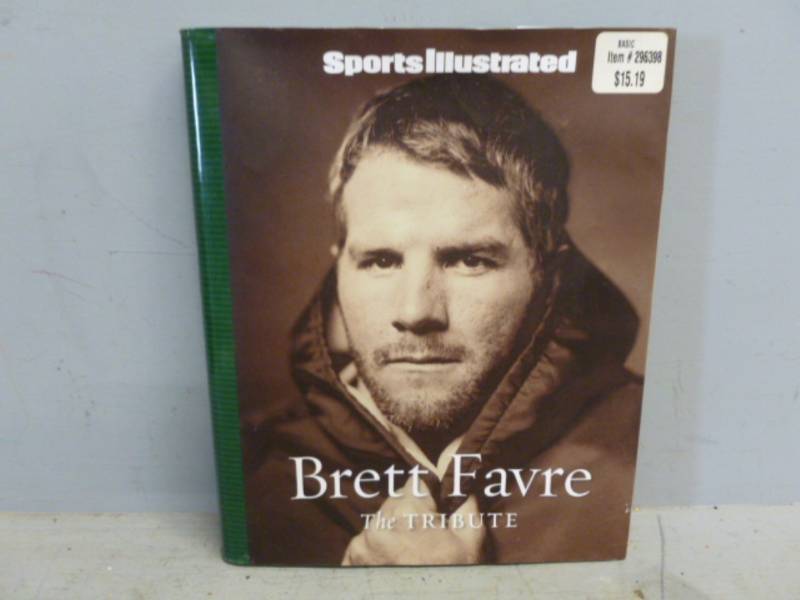 Sports Illustrated
BASIC
Item # 296398
$15.19
Brett Favre
The TRIBUTE